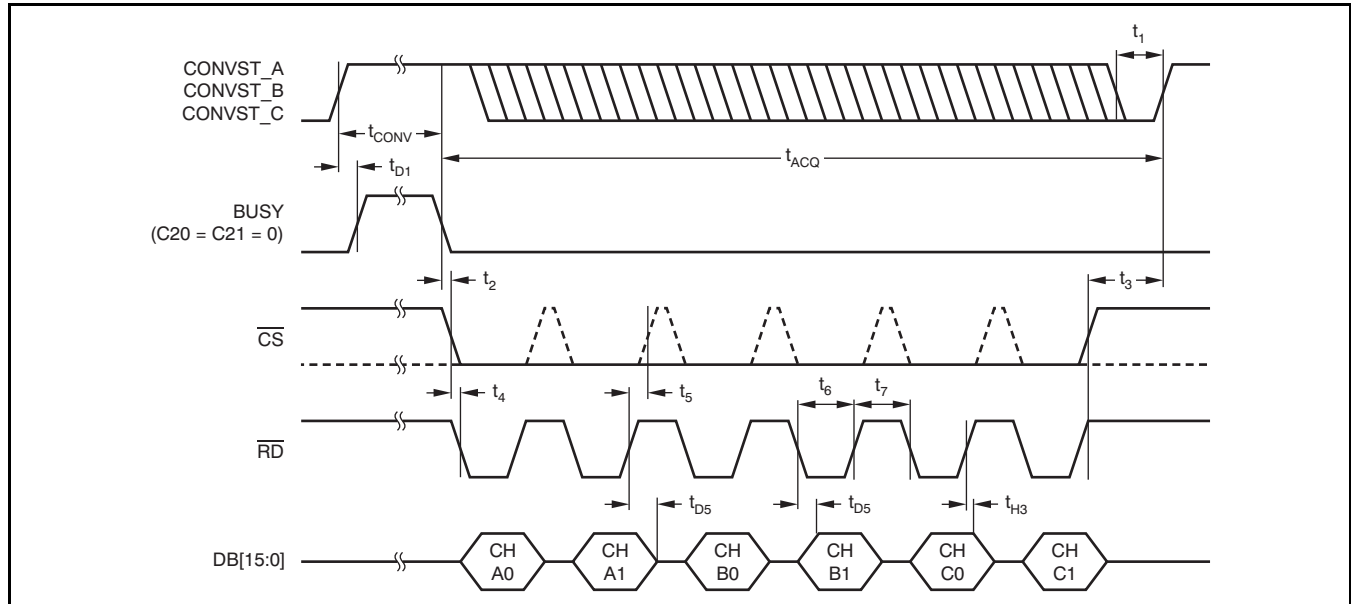 t1
CONVST_A
CONVST_B
CONVST_C
tCONV
tACQ
tD1
BUSY
(C20 = C21 = 0)
t2
t3
CS
t4
t5
t6
t7
RD
tD5
tD5
tH3
DB[15:0]
CH
A0
CH
A1
CH
B0
CH
B1
CH
C0
CH
C1